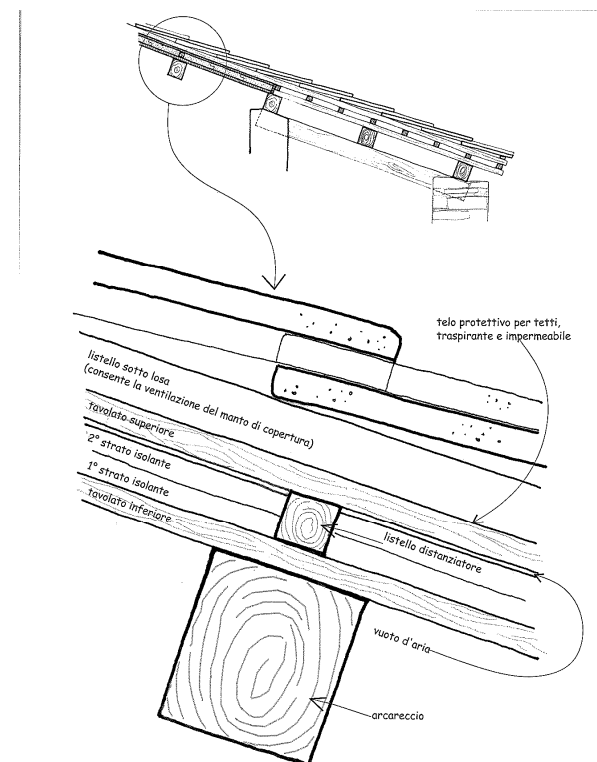 telo protettivo per tetti,
traspirante e impermeabile
listello sotto losa
(consente la ventilazione del manto di copertura)
tavolato superiore
2° strato isolante
1° strato isolante
tavolato inferiore
listello distanziatore
vuoto d'aria
arcareccio